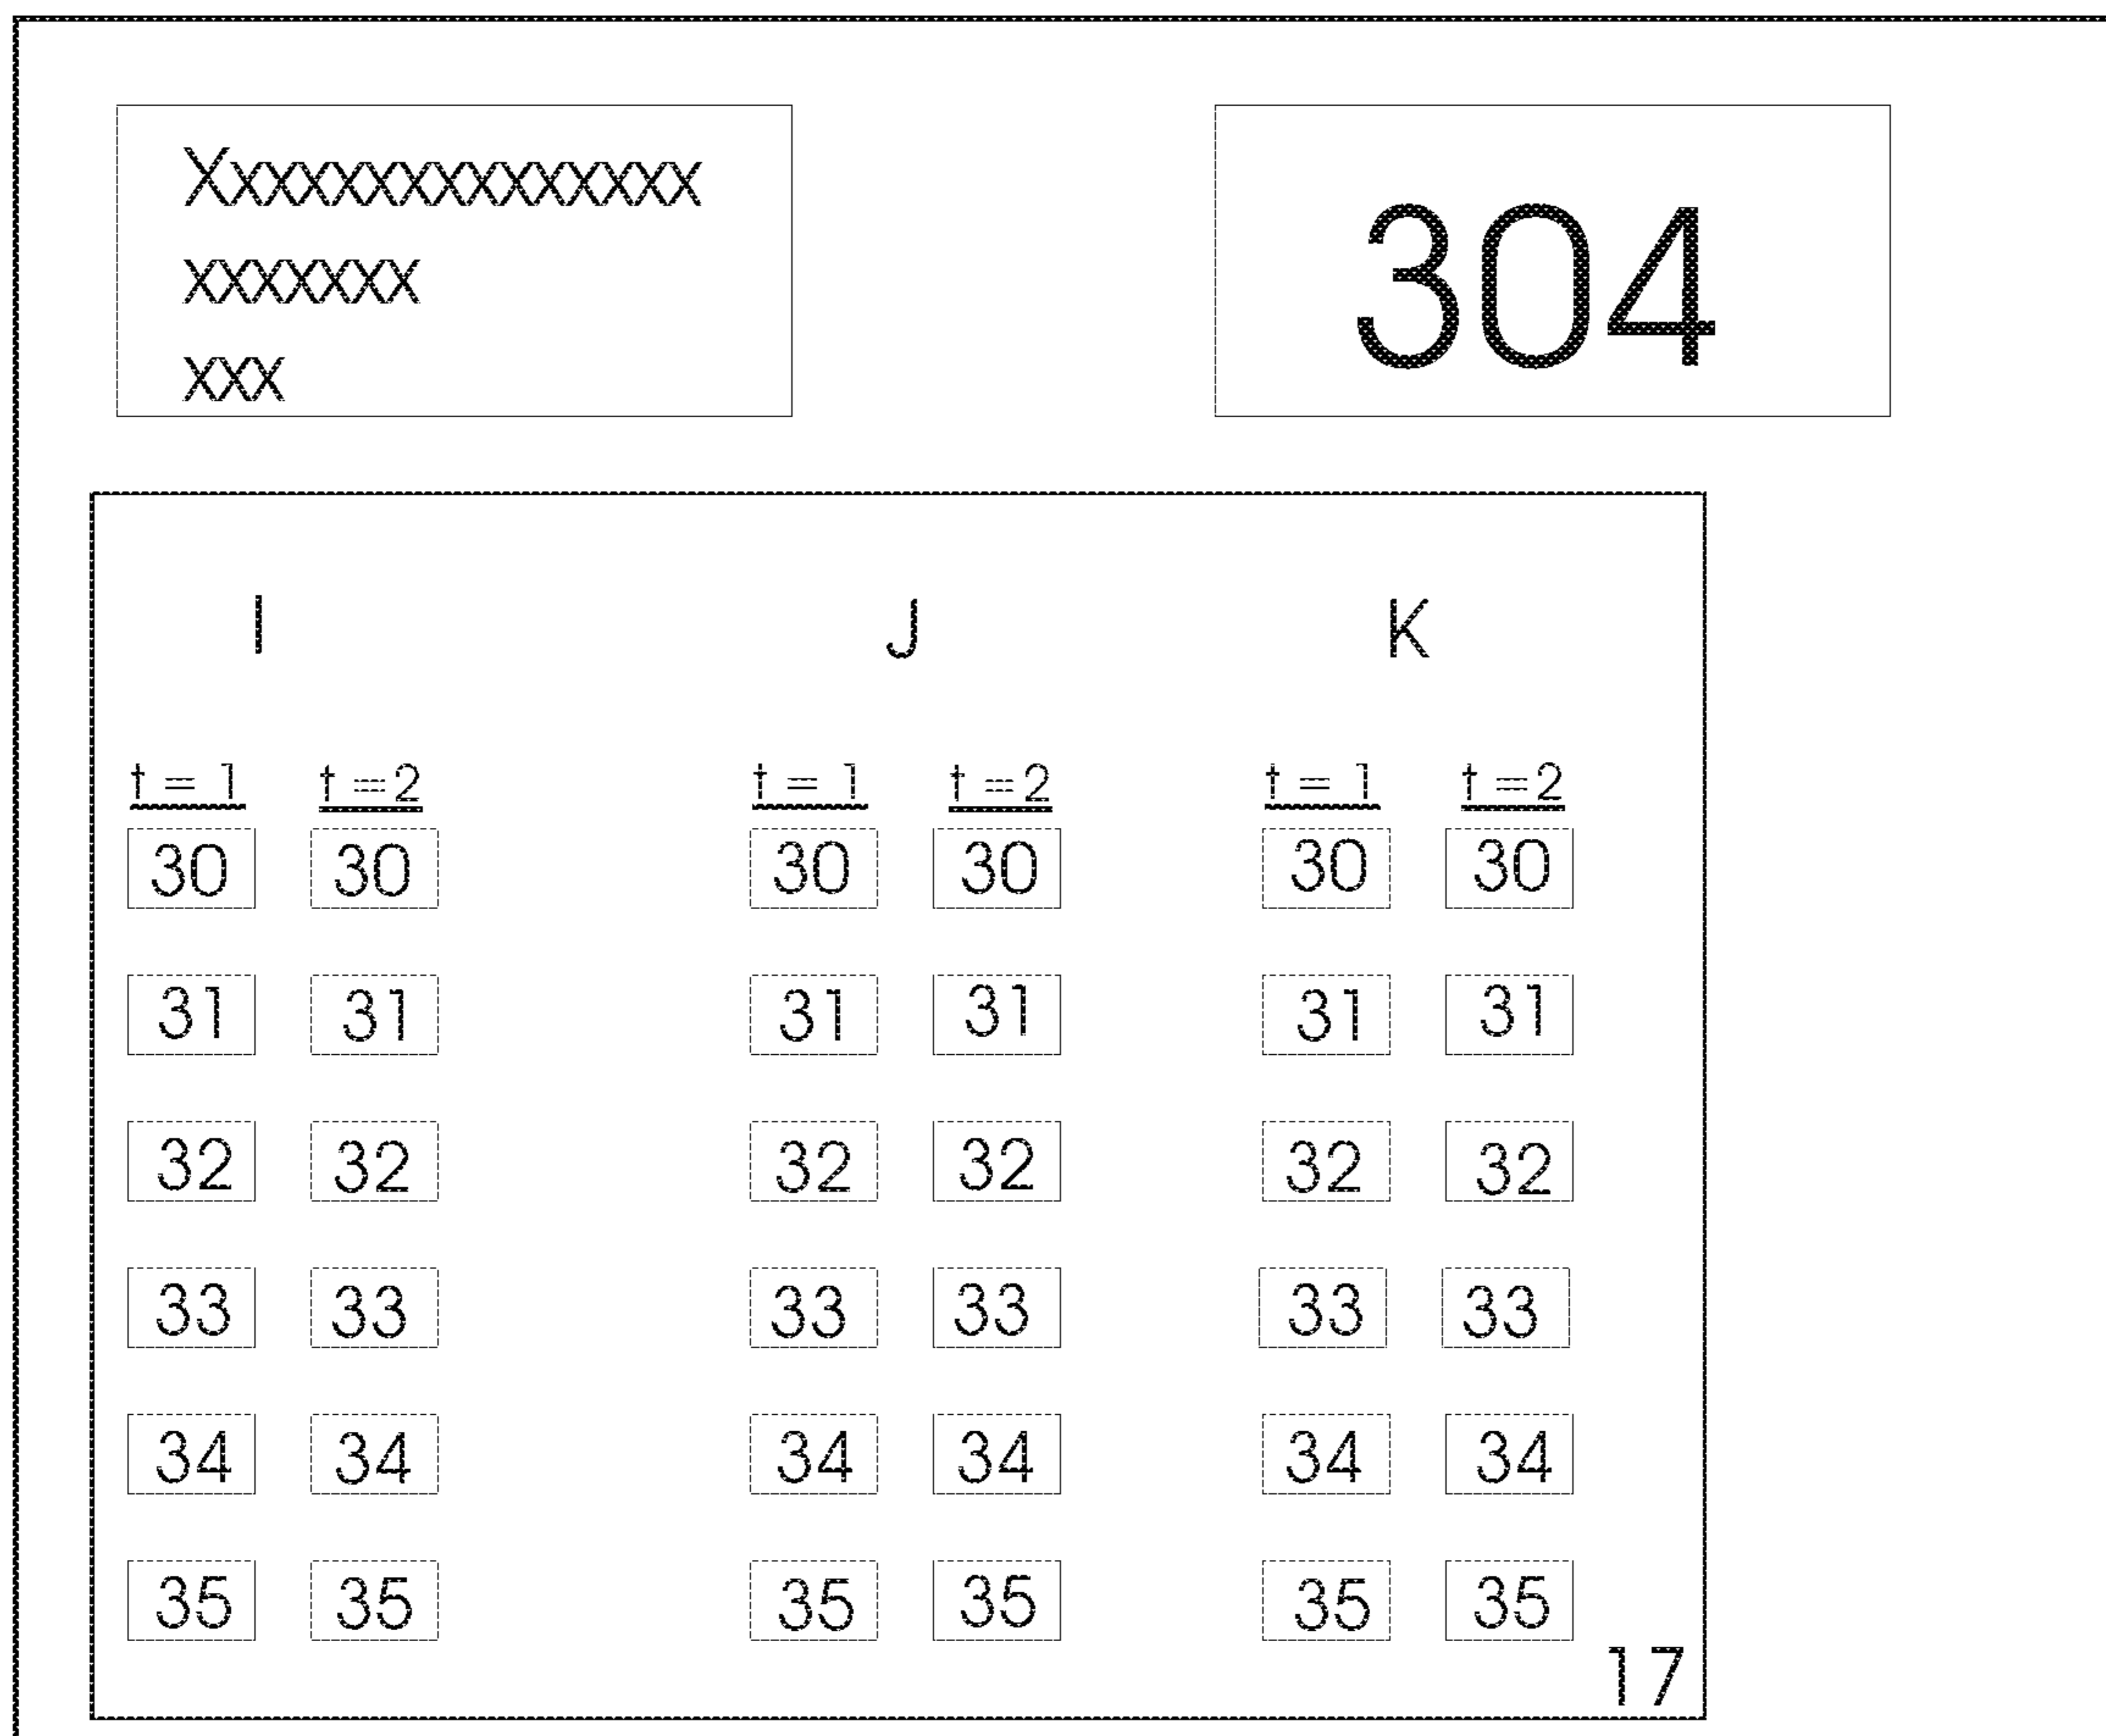 Xxxxxxxxxxxxxxx
xxxxxxx
xxx
304
I J K
t = 1 t =2 t = 1 t =2 t = 1 t =2
30 30 30 30 30 30
31 31 31 31 31 31
32 32 32 32 32 32
33 33 33 33 33 33
34 34 34 34 34 34
35 35 35 35 35 35
17